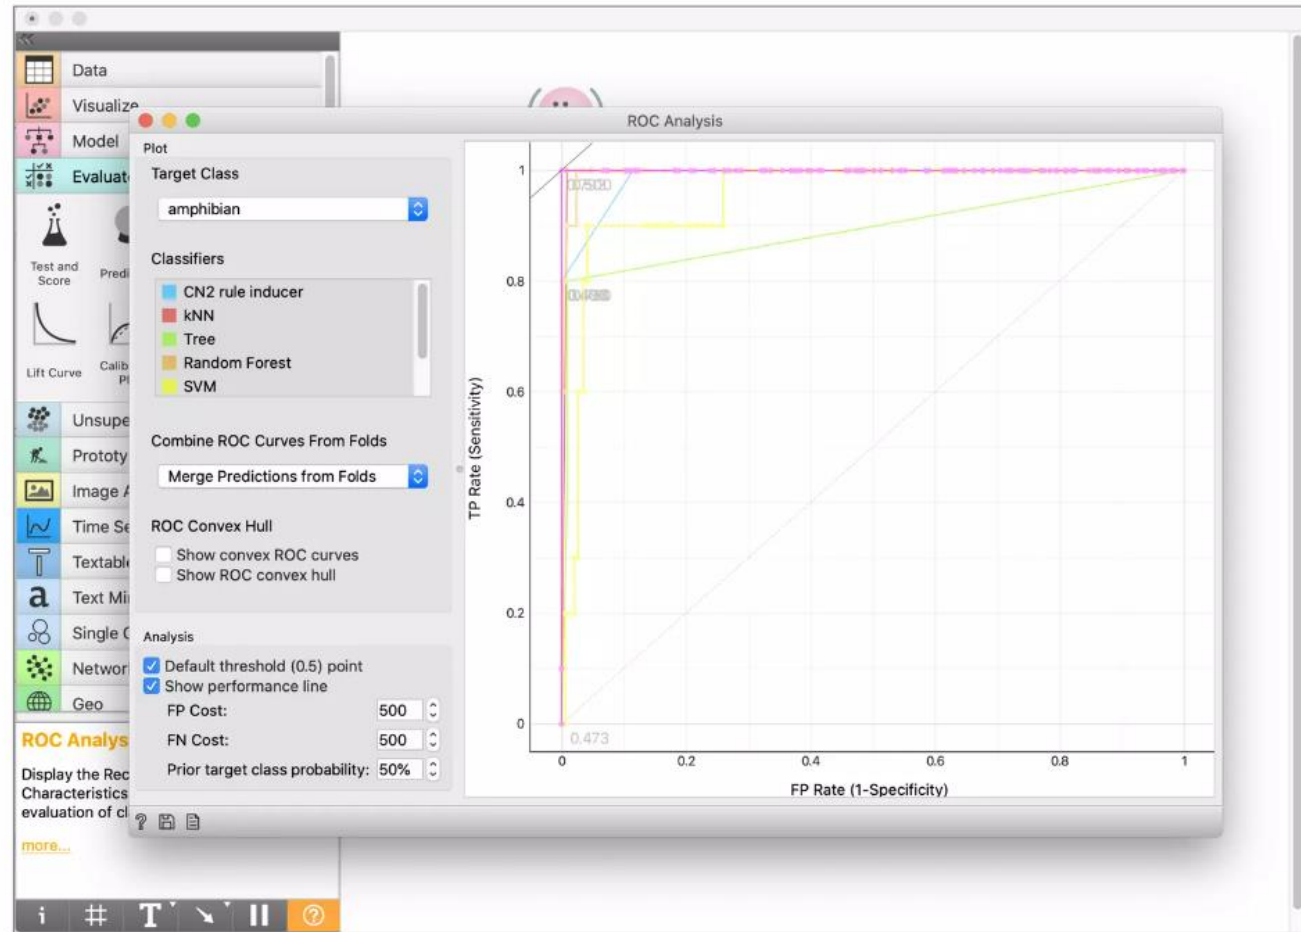 Data
Visualize
Model
Evaluat
Test and
Score
Predi
Lift Curve
Calib
Pl
Unsupe
Prototy
Image A
Time Se
Textabl
Text Mi
Single C
Networ
Geo
ROC Analys
Display the Rec
Characteristics
evaluation of cl
more...
ROC Analysis
Plot
Target Class
amphibian
Classifiers
CN2 rule inducer
kNN
Tree
Random Forest
SVM
Combine ROC Curves From Folds
Merge Predictions from Folds
ROC Convex Hull
Show convex ROC curves
Show ROC convex hull
Analysis
Default threshold (0.5) point
Show performance line
FP Cost: 500
FN Cost: 500
Prior target class probability: 50%
TP Rate (Sensitivity)
1
0.8
0.6
0.4
0.2
0
0.473
0 0.2 0.4 0.6 0.8 1
FP Rate (1-Specificity)